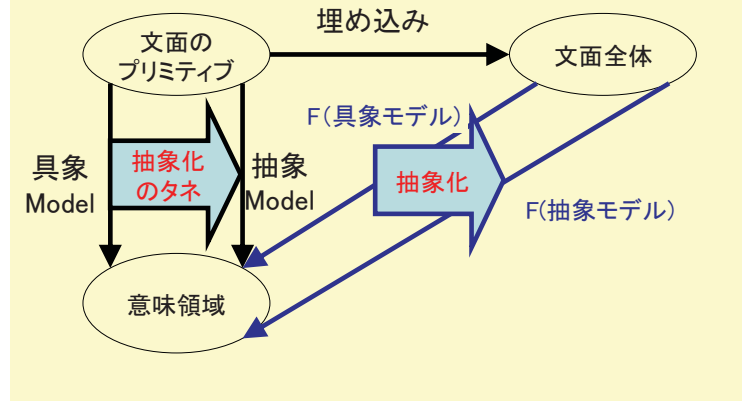 埋め込み
文面の
プリミティブ
文面全体
F(具象モデル)
具象
Model
抽象化
のタネ
抽象
Model
抽象化
F(抽象モデル)
意味領域